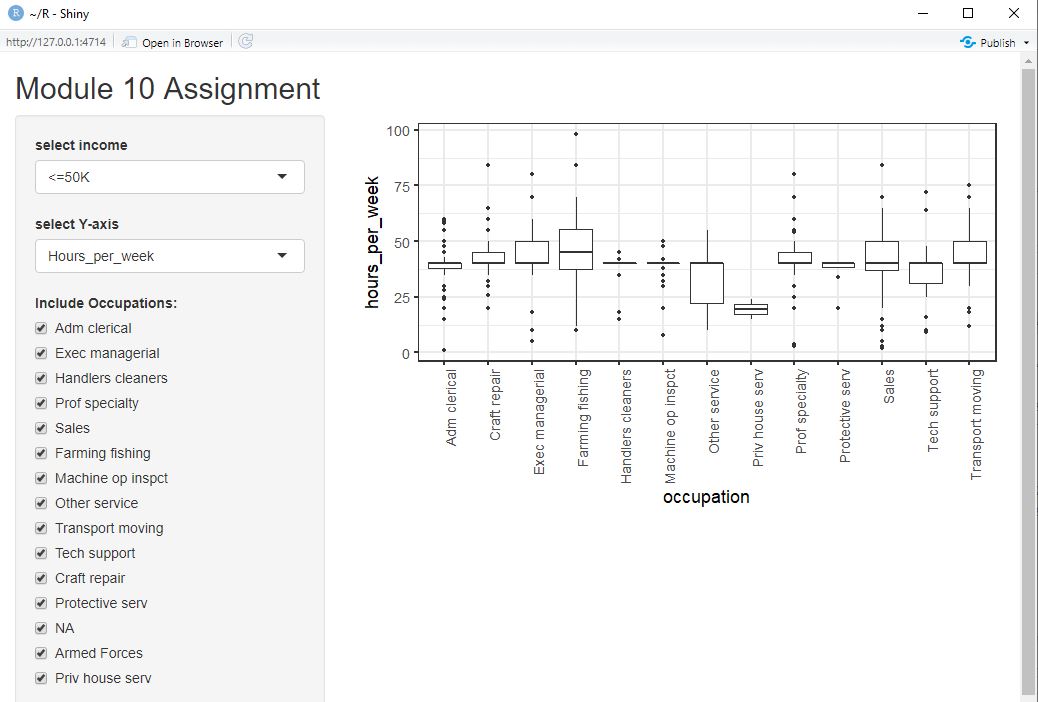 R ~/R - Shiny
http://127.0.0.1:4714 Open in Browser Publish
Module 10 Assignment
select income
<=50K
select Y-axis
Hours_per_week
Include Occupations:
Adm clerical
Exec managerial
Handlers cleaners
Prof specialty
Sales
Farming fishing
Machine op inspct
Other service
Transport moving
Tech support
Craft repair
Protective serv
NA
Armed Forces
Priv house serv
hours_per_week
100
75
50
25
0
Adm clerical
Craft repair
Exec managerial
Farming fishing
Handlers cleaners
Machine op inspct
Other service
Priv house serv
Prof specialty
Protective serv
Sales
Tech support
Transport moving
occupation